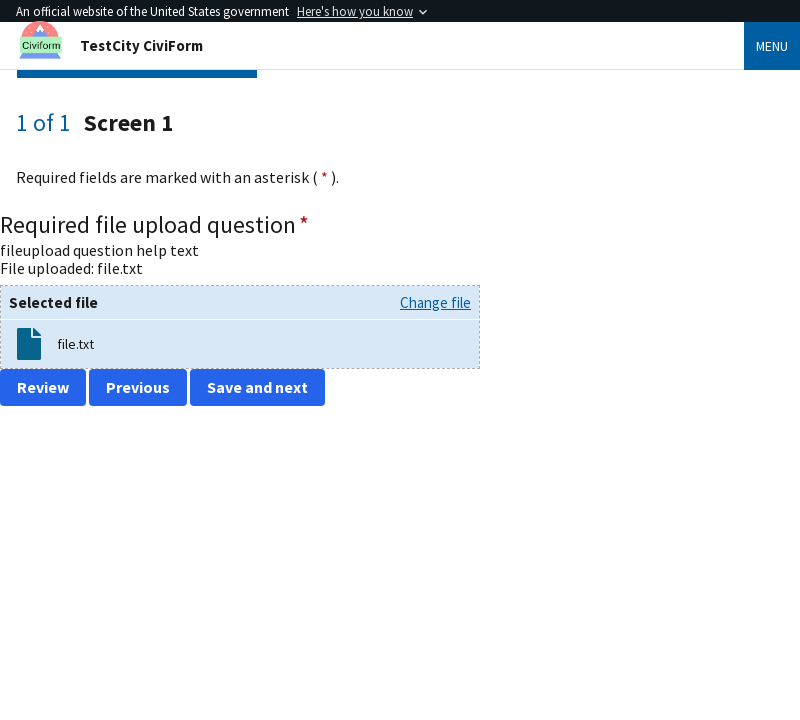 An official website of the United States government Here's how you know
Civiform
TestCity CiviForm
MENU
1 of 1 Screen 1
Required fields are marked with an asterisk ( * ).
Required file upload question *
fileupload question help text
File uploaded: file.txt
Selected file Change file
file.txt
Review Previous Save and next